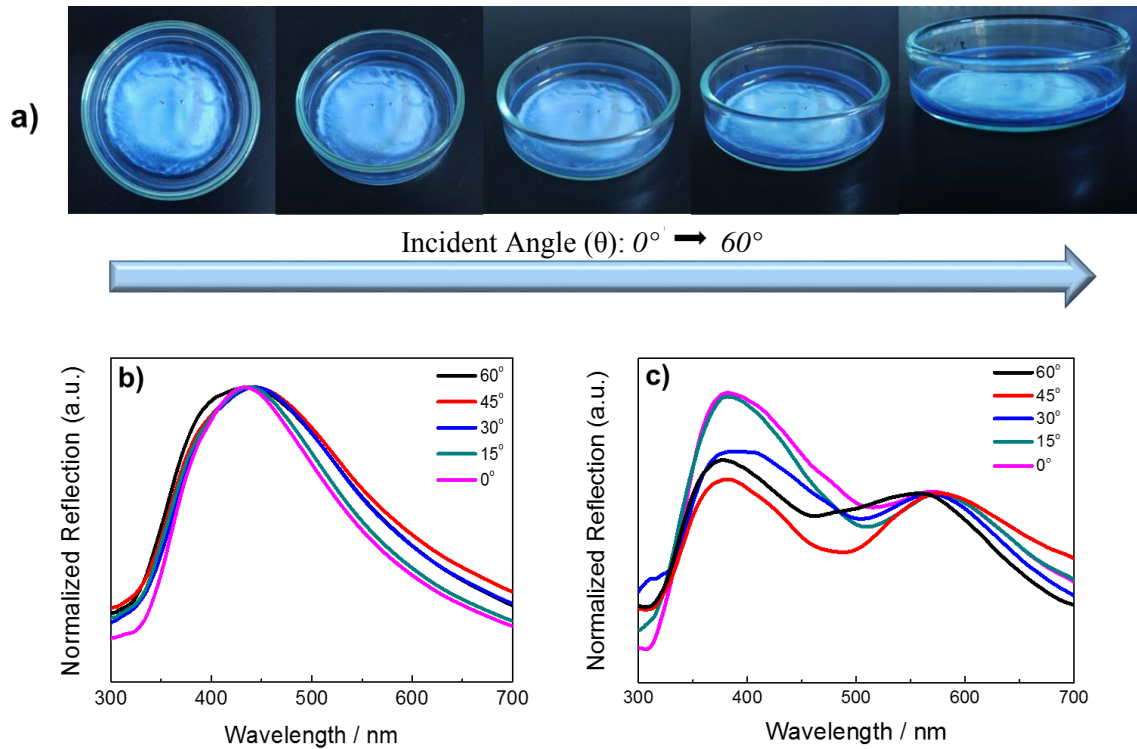 a)
Incident Angle (θ): 0° ➡ 60°
b)
Normalized Reflection (a.u.)
60°
45°
30°
15°
0°
300 400 500 600 700
Wavelength / nm
c)
Normalized Reflection (a.u.)
60°
45°
30°
15°
0°
300 400 500 600 700
Wavelength / nm